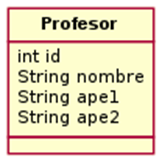 Profesor
int id
String nombre
String ape1
String ape2